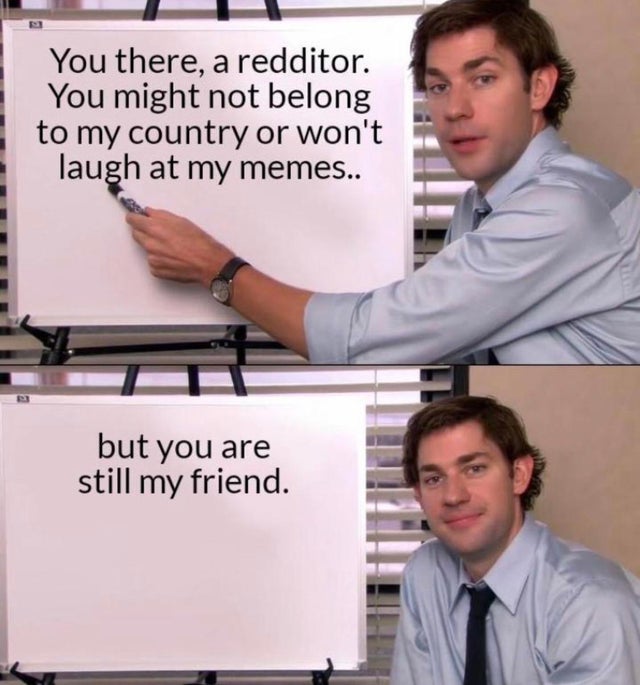 You there, a redditor.
You might not belong
to my country or won't
laugh at my memes..
but you are
still my friend.